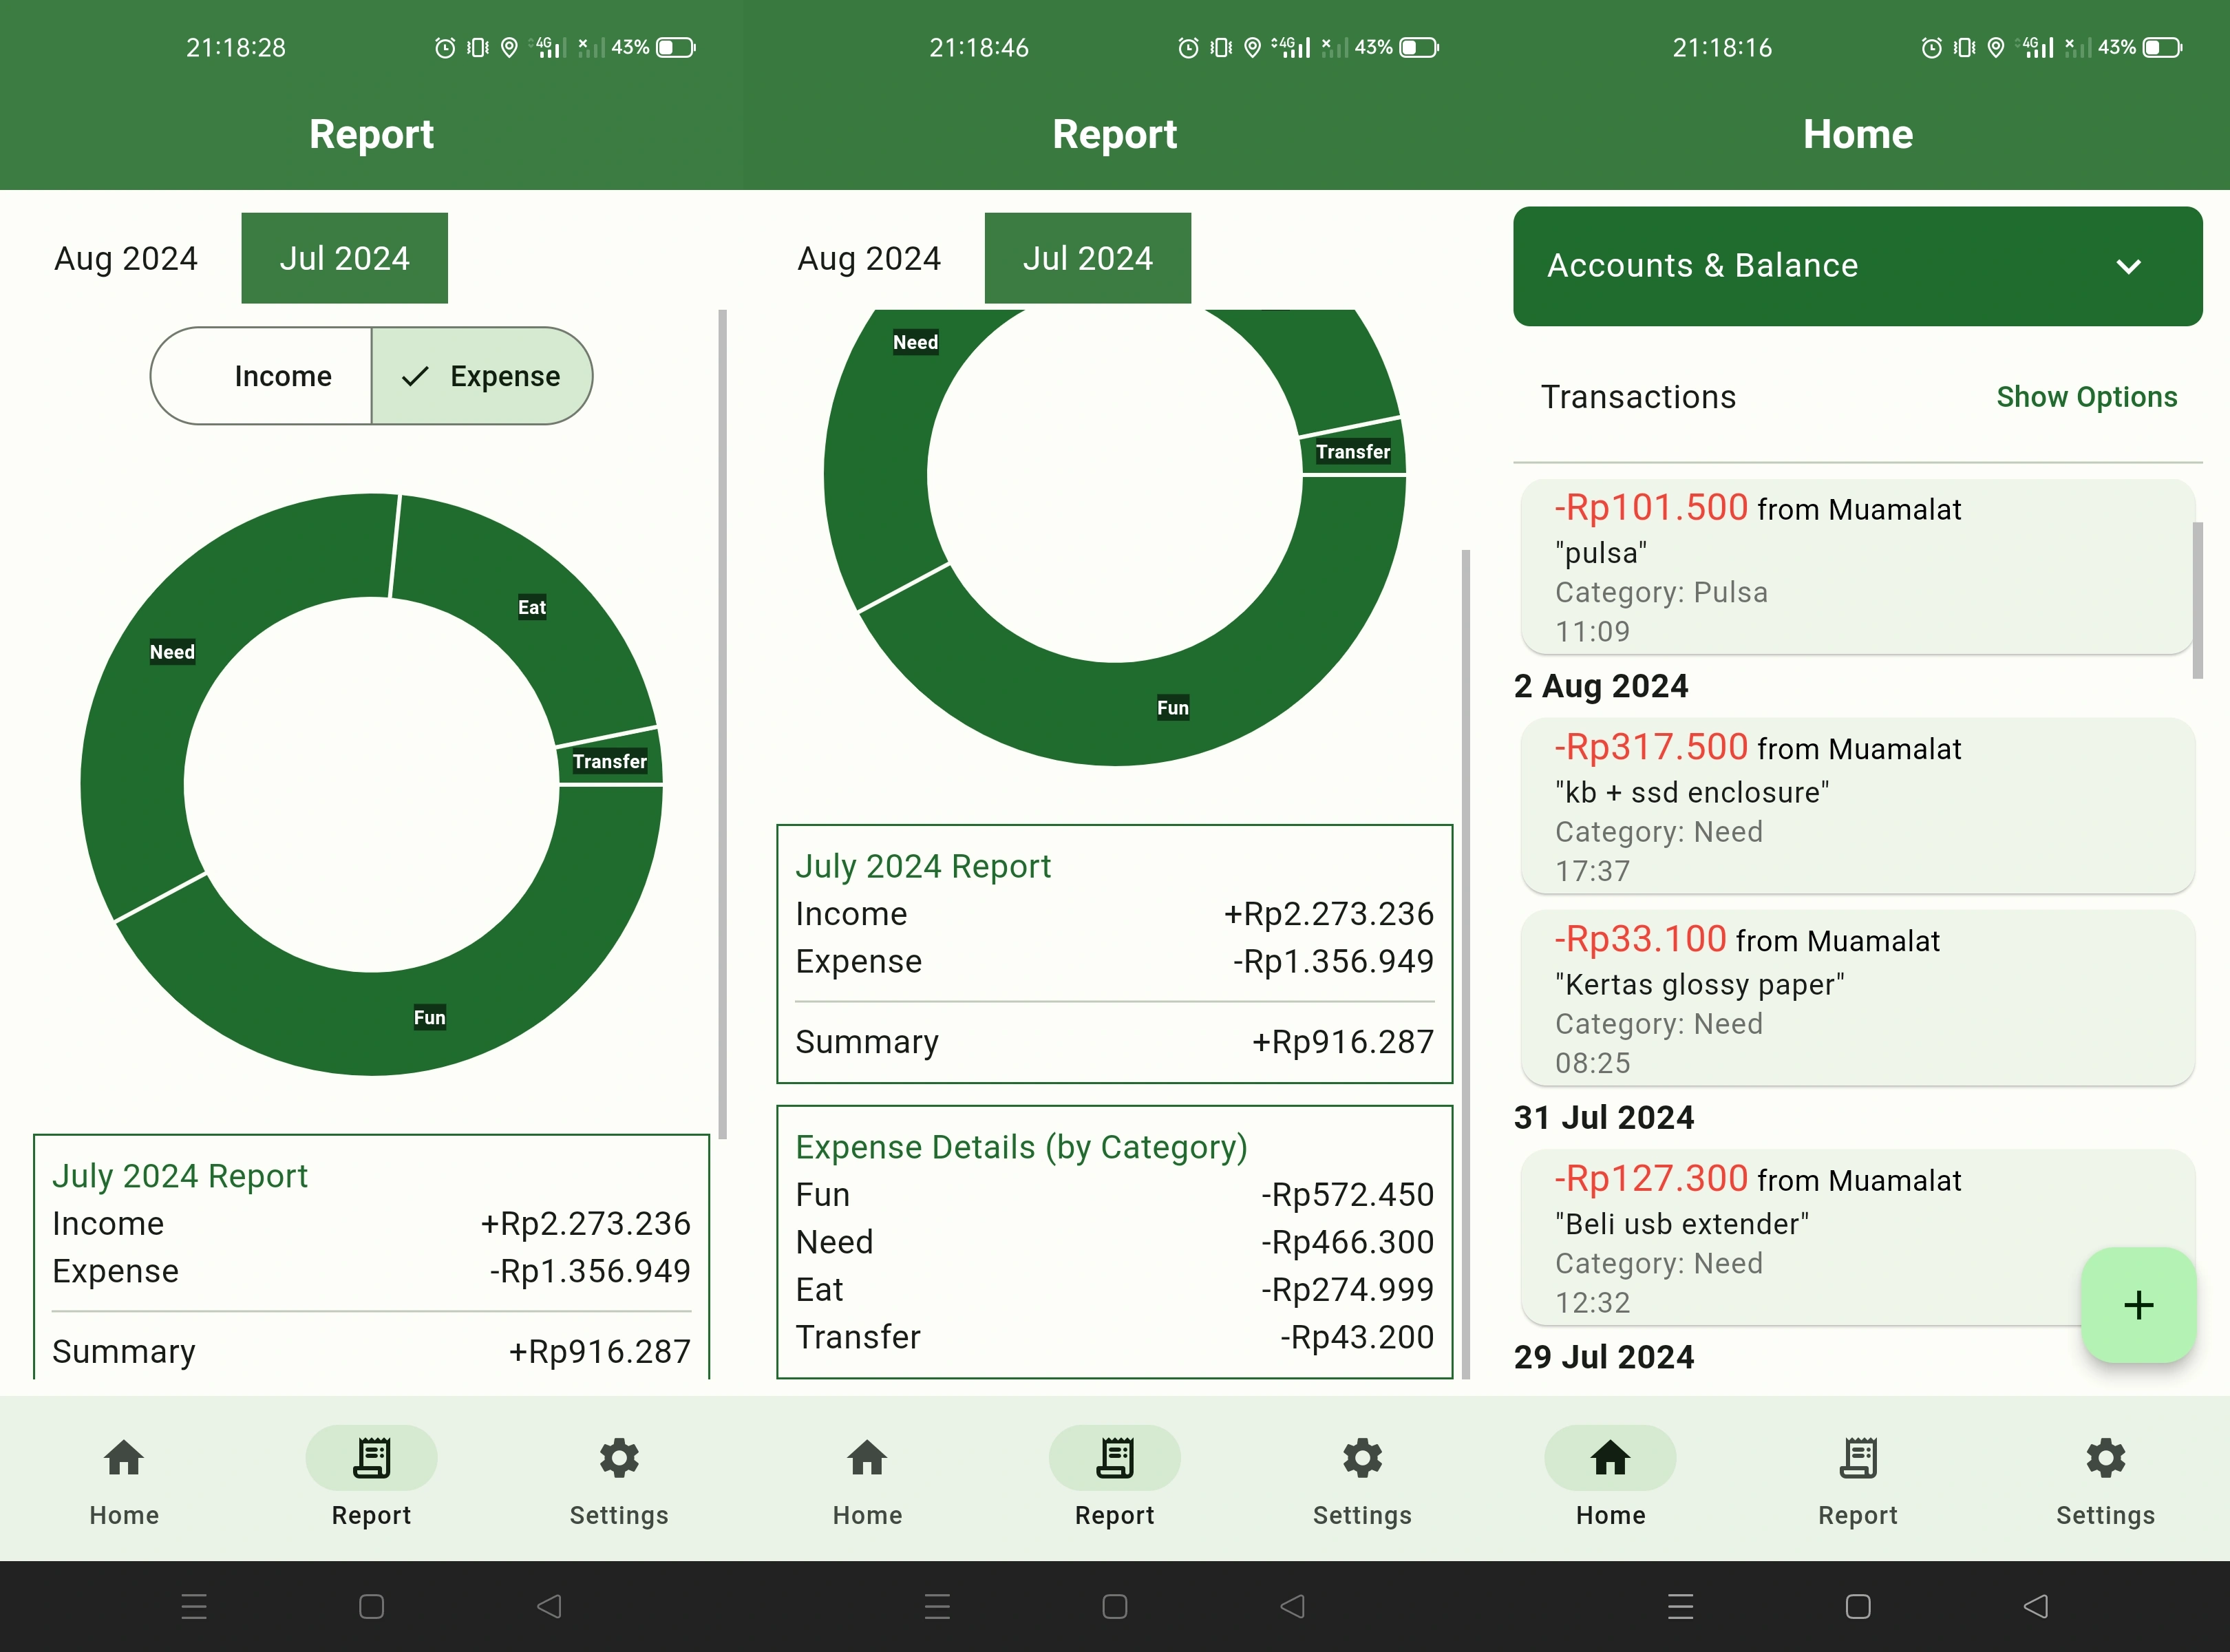 21:18:28
4G
43%
Report
Aug 2024
Jul 2024
Income
Expense
Eat
Need
Transfer
Fun
July 2024 Report
Income +Rp2.273.236
Expense -Rp1.356.949
Summary +Rp916.287
Home
Report
Settings
21:18:46
4G
43%
Report
Aug 2024
Jul 2024
Need
Transfer
Fun
July 2024 Report
Income +Rp2.273.236
Expense -Rp1.356.949
Summary +Rp916.287
Expense Details (by Category)
Fun -Rp572.450
Need -Rp466.300
Eat -Rp274.999
Transfer -Rp43.200
Home
Report
Settings
21:18:16
4G
43%
Home
Accounts & Balance
Transactions
Show Options
-Rp101.500 from Muamalat
"pulsa"
Category: Pulsa
11:09
2 Aug 2024
-Rp317.500 from Muamalat
"kb + ssd enclosure"
Category: Need
17:37
-Rp33.100 from Muamalat
"Kertas glossy paper"
Category: Need
08:25
31 Jul 2024
-Rp127.300 from Muamalat
"Beli usb extender"
Category: Need
12:32
29 Jul 2024
Home
Report
Settings